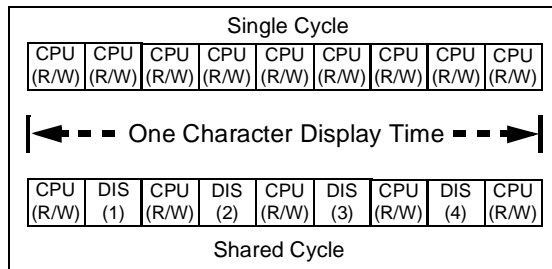 Single Cycle
CPU CPU CPU CPU CPU CPU CPU CPU CPU
(R/W) (R/W) (R/W) (R/W) (R/W) (R/W) (R/W) (R/W) (R/W)
One Character Display Time
CPU DIS CPU DIS CPU DIS CPU DIS CPU
(R/W) (1) (R/W) (2) (R/W) (3) (R/W) (4) (R/W)
Shared Cycle